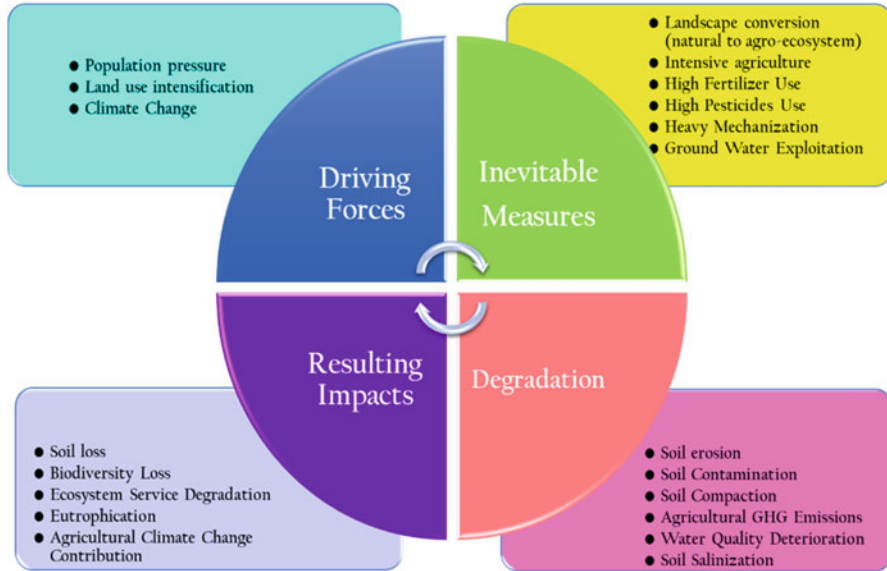 Population pressure
Land use intensification
Climate Change
Landscape conversion
(natural to agro-ecosystem)
Intensive agriculture
High Fertilizer Use
High Pesticides Use
Heavy Mechanization
Ground Water Exploitation
Driving
Forces
Inevitable
Measures
Resulting
Impacts
Degradation
Soil loss
Biodiversity Loss
Ecosystem Service Degradation
Eutrophication
Agricultural Climate Change
Contribution
Soil erosion
Soil Contamination
Soil Compaction
Agricultural GHG Emissions
Water Quality Deterioration
Soil Salinization